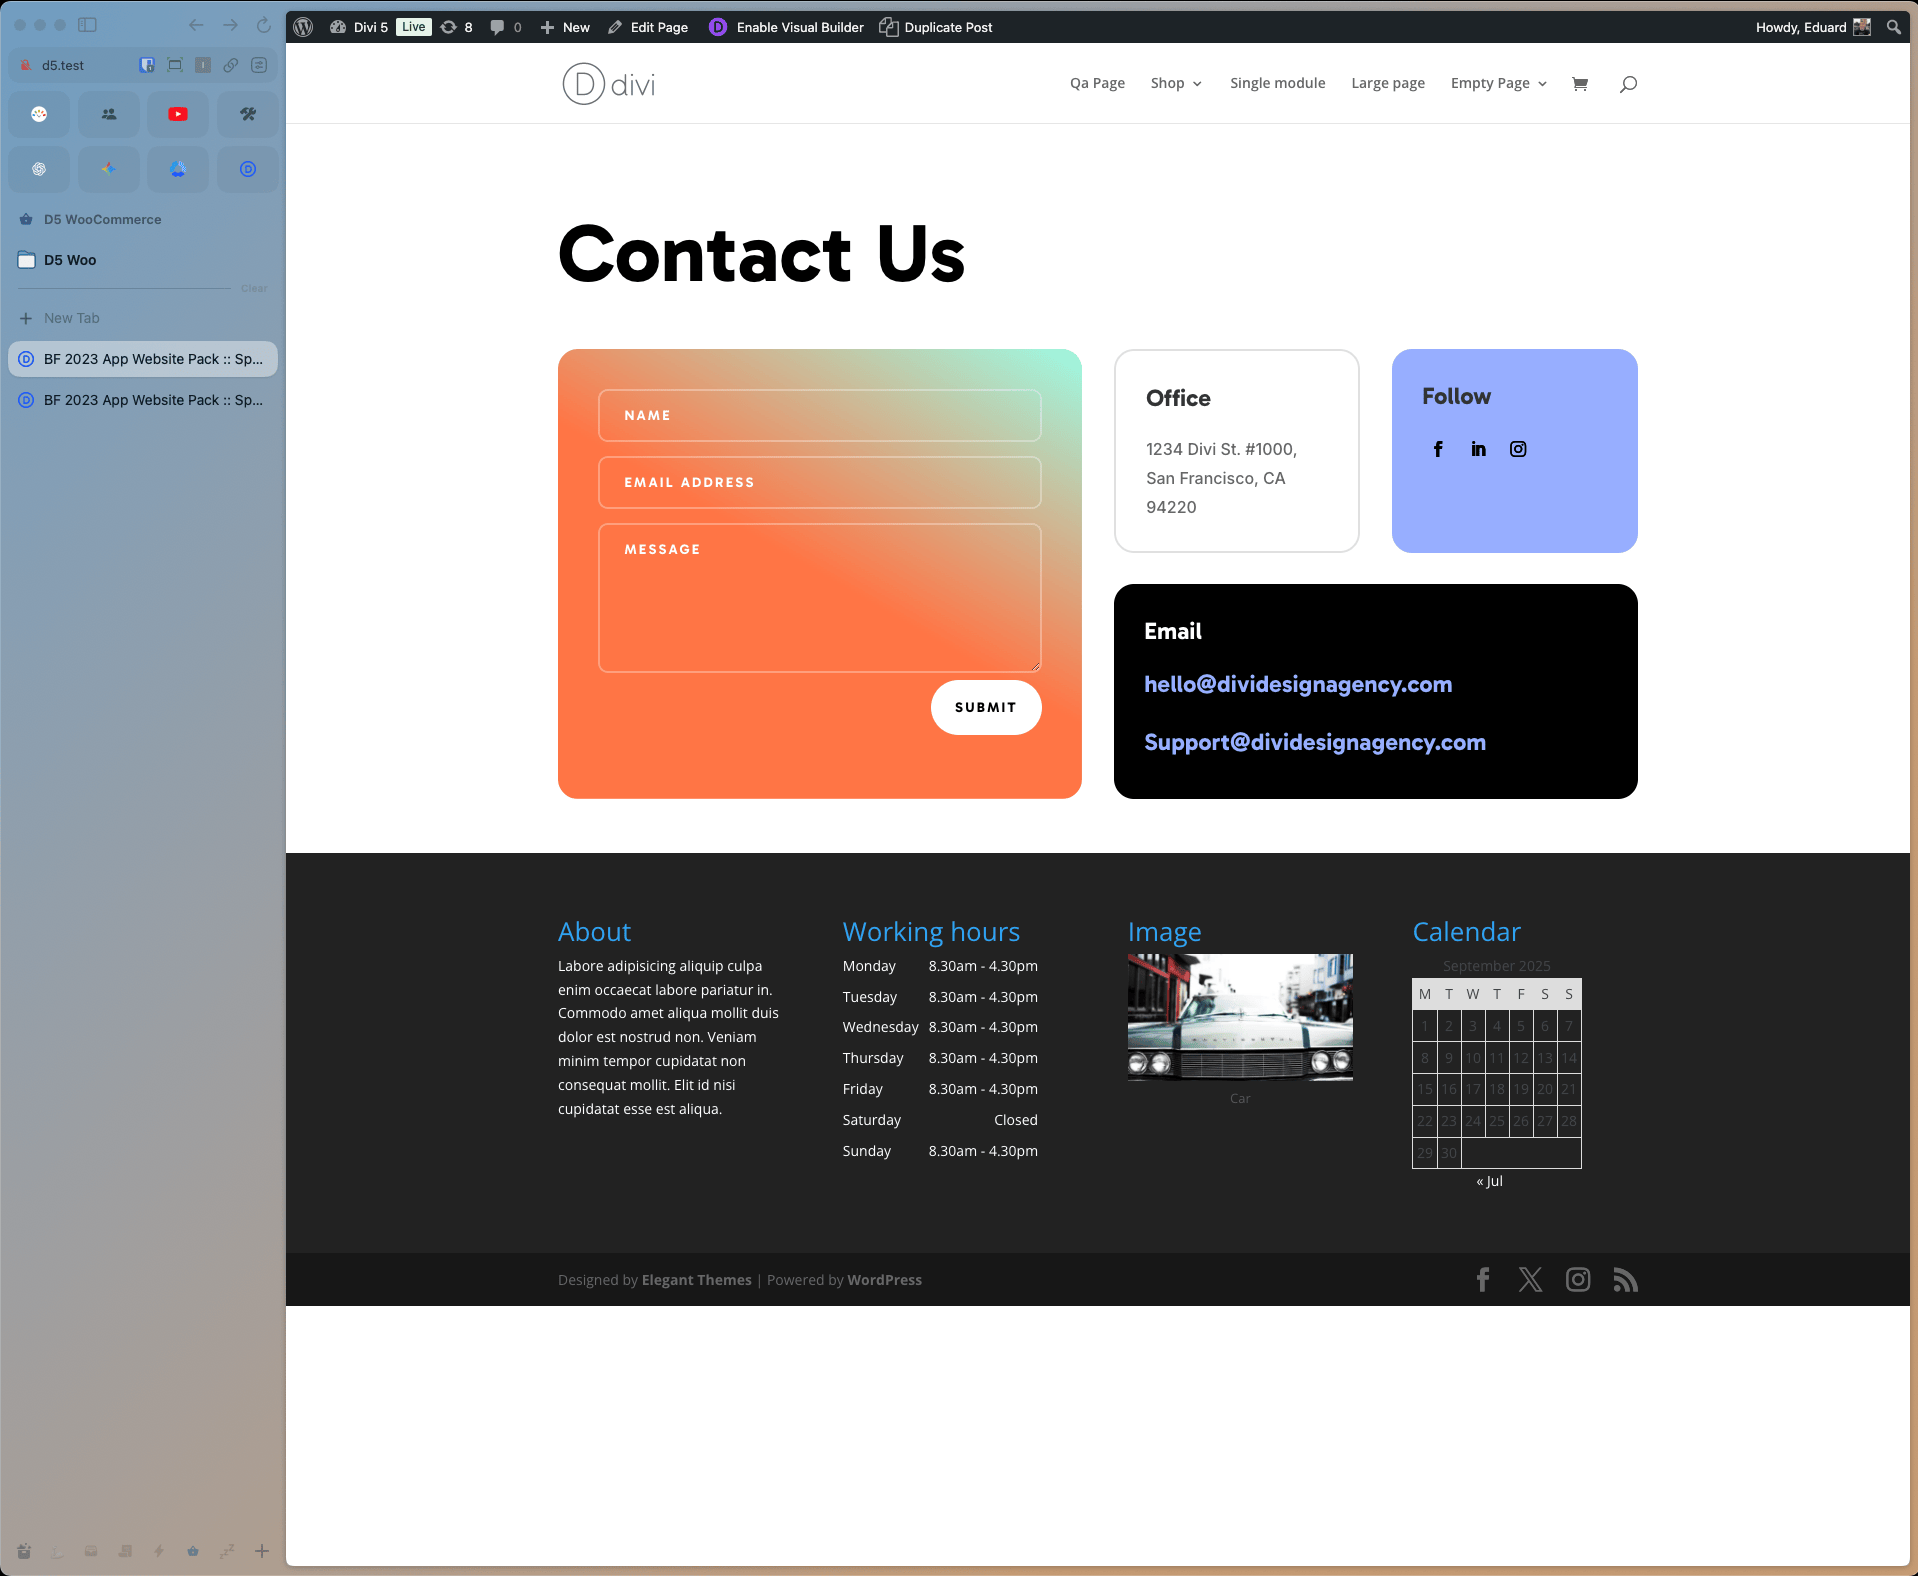 Divi 5 Live 8 0 New Edit Page Enable Visual Builder Duplicate Post Howdy, Eduard
d5.test
D5 WooCommerce
D5 Woo
Clear
New Tab
BF 2023 App Website Pack :: Sp...
BF 2023 App Website Pack :: Sp...
D divi
Qa Page Shop Single module Large page Empty Page
Contact Us
NAME
EMAIL ADDRESS
MESSAGE
SUBMIT
Office
1234 Divi St. #1000,
San Francisco, CA
94220
Follow
Email
hello@dividesignagency.com
Support@dividesignagency.com
About
Labore adipisicing aliquip culpa
enim occaecat labore pariatur in.
Commodo amet aliqua mollit duis
dolor est nostrud non. Veniam
minim tempor cupidatat non
consequat mollit. Elit id nisi
cupidatat esse est aliqua.
Working hours
Monday 8.30am - 4.30pm
Tuesday 8.30am - 4.30pm
Wednesday 8.30am - 4.30pm
Thursday 8.30am - 4.30pm
Friday 8.30am - 4.30pm
Saturday Closed
Sunday 8.30am - 4.30pm
Image
Car
Calendar
September 2025
M T W T F S S
1 2 3 4 5 6 7
8 9 10 11 12 13 14
15 16 17 18 19 20 21
22 23 24 25 26 27 28
29 30
« Jul
Designed by Elegant Themes | Powered by WordPress